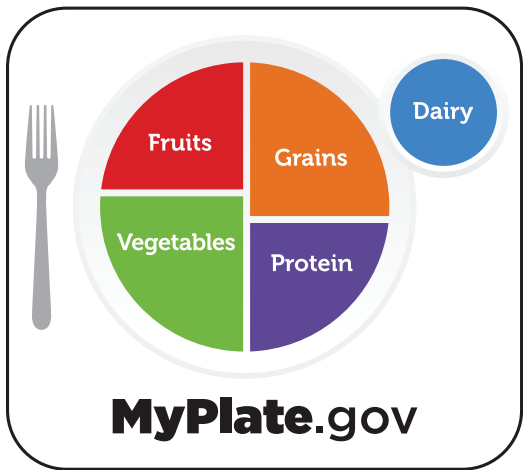 Fruits
Grains
Dairy
Vegetables
Protein
MyPlate.gov